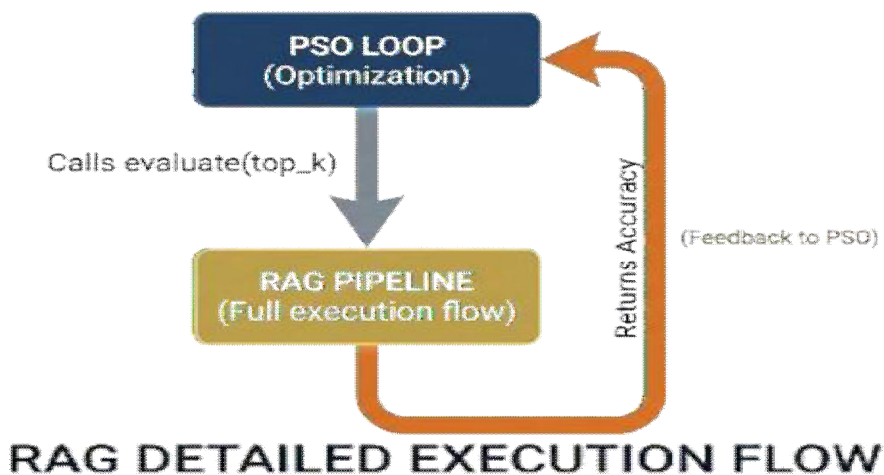 PSO LOOP
(Optimization)
Calls evaluate(top_k)
RAG PIPELINE
(Full execution flow)
Returns Accuracy
(Feedback to PSO)
RAG DETAILED EXECUTION FLOW